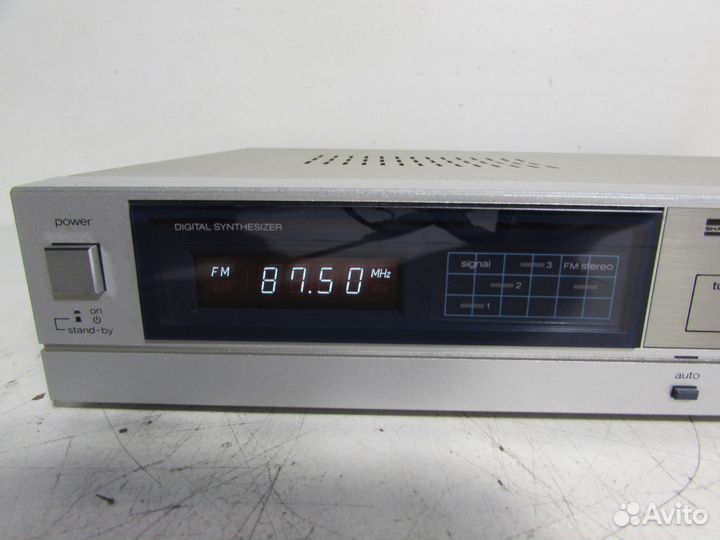 power
DIGITAL SYNTHESIZER
FM 87.50 MHz
signal 3 FM stereo
2
1
on
stand-by
auto
Avito